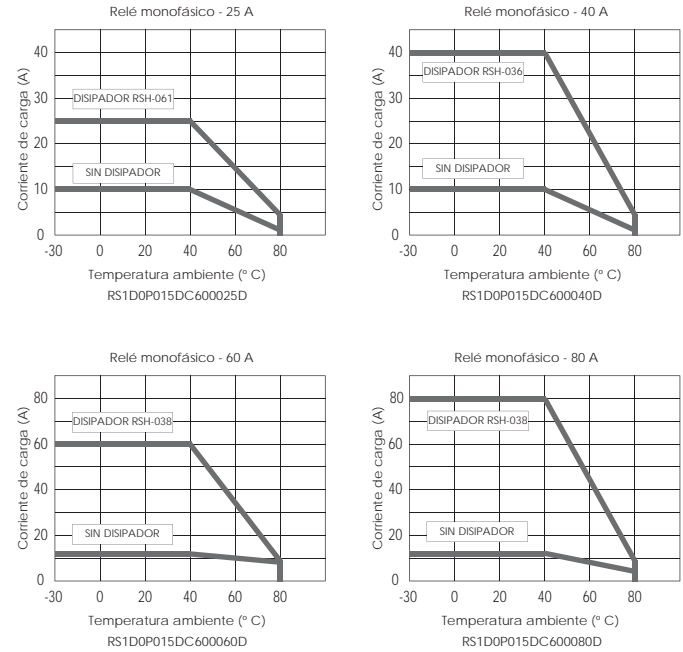 Relé monofásico - 25 A
Corriente de carga (A)
40
30
20
10
0
DISIPADOR RSH-061
SIN DISIPADOR
-30 0 20 40 60 80
Temperatura ambiente (º C)
RS1D0P015DC600025D
Relé monofásico - 40 A
Corriente de carga (A)
40
30
20
10
0
DISIPADOR RSH-036
SIN DISIPADOR
-30 0 20 40 60 80
Temperatura ambiente (º C)
RS1D0P015DC600040D
Relé monofásico - 60 A
Corriente de carga (A)
80
60
40
20
0
DISIPADOR RSH-038
SIN DISIPADOR
-30 0 20 40 60 80
Temperatura ambiente (º C)
RS1D0P015DC600060D
Relé monofásico - 80 A
Corriente de carga (A)
80
60
40
20
0
DISIPADOR RSH-038
SIN DISIPADOR
-30 0 20 40 60 80
Temperatura ambiente (º C)
RS1D0P015DC600080D